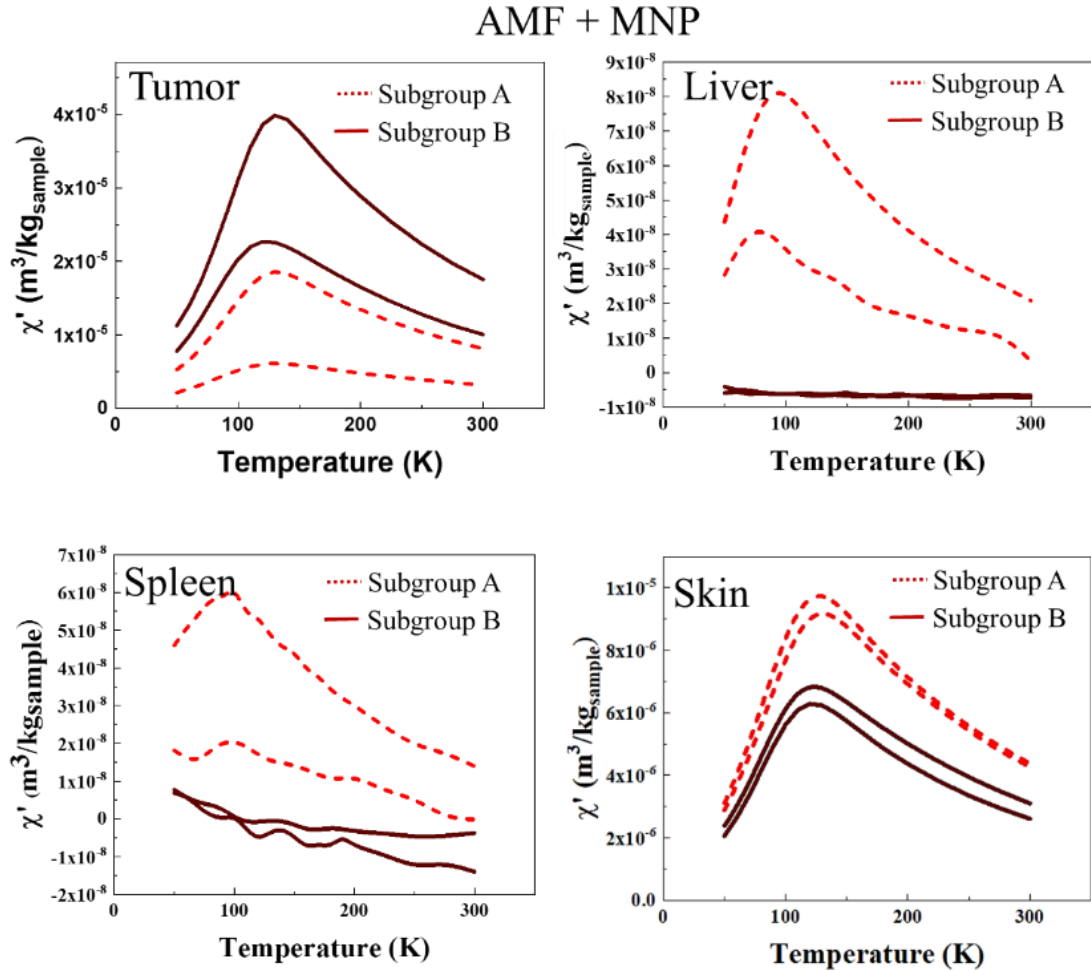 AMF + MNP
Tumor
Subgroup A
Subgroup B
4x10⁻⁵
3x10⁻⁵
2x10⁻⁵
1x10⁻⁵
0
χ' (m³/kg_sample)
0 100 200 300
Temperature (K)
Liver
Subgroup A
Subgroup B
9x10⁻⁸
8x10⁻⁸
7x10⁻⁸
6x10⁻⁸
5x10⁻⁸
4x10⁻⁸
3x10⁻⁸
2x10⁻⁸
1x10⁻⁸
0
-1x10⁻⁸
χ' (m³/kg_sample)
0 100 200 300
Temperature (K)
Spleen
Subgroup A
Subgroup B
7x10⁻⁸
6x10⁻⁸
5x10⁻⁸
4x10⁻⁸
3x10⁻⁸
2x10⁻⁸
1x10⁻⁸
0
-1x10⁻⁸
-2x10⁻⁸
χ' (m³/kgsample)
0 100 200 300
Temperature (K)
Skin
Subgroup A
Subgroup B
1x10⁻⁵
8x10⁻⁶
6x10⁻⁶
4x10⁻⁶
2x10⁻⁶
0.0
χ' (m³/kg_sample)
0 100 200 300
Temperature (K)